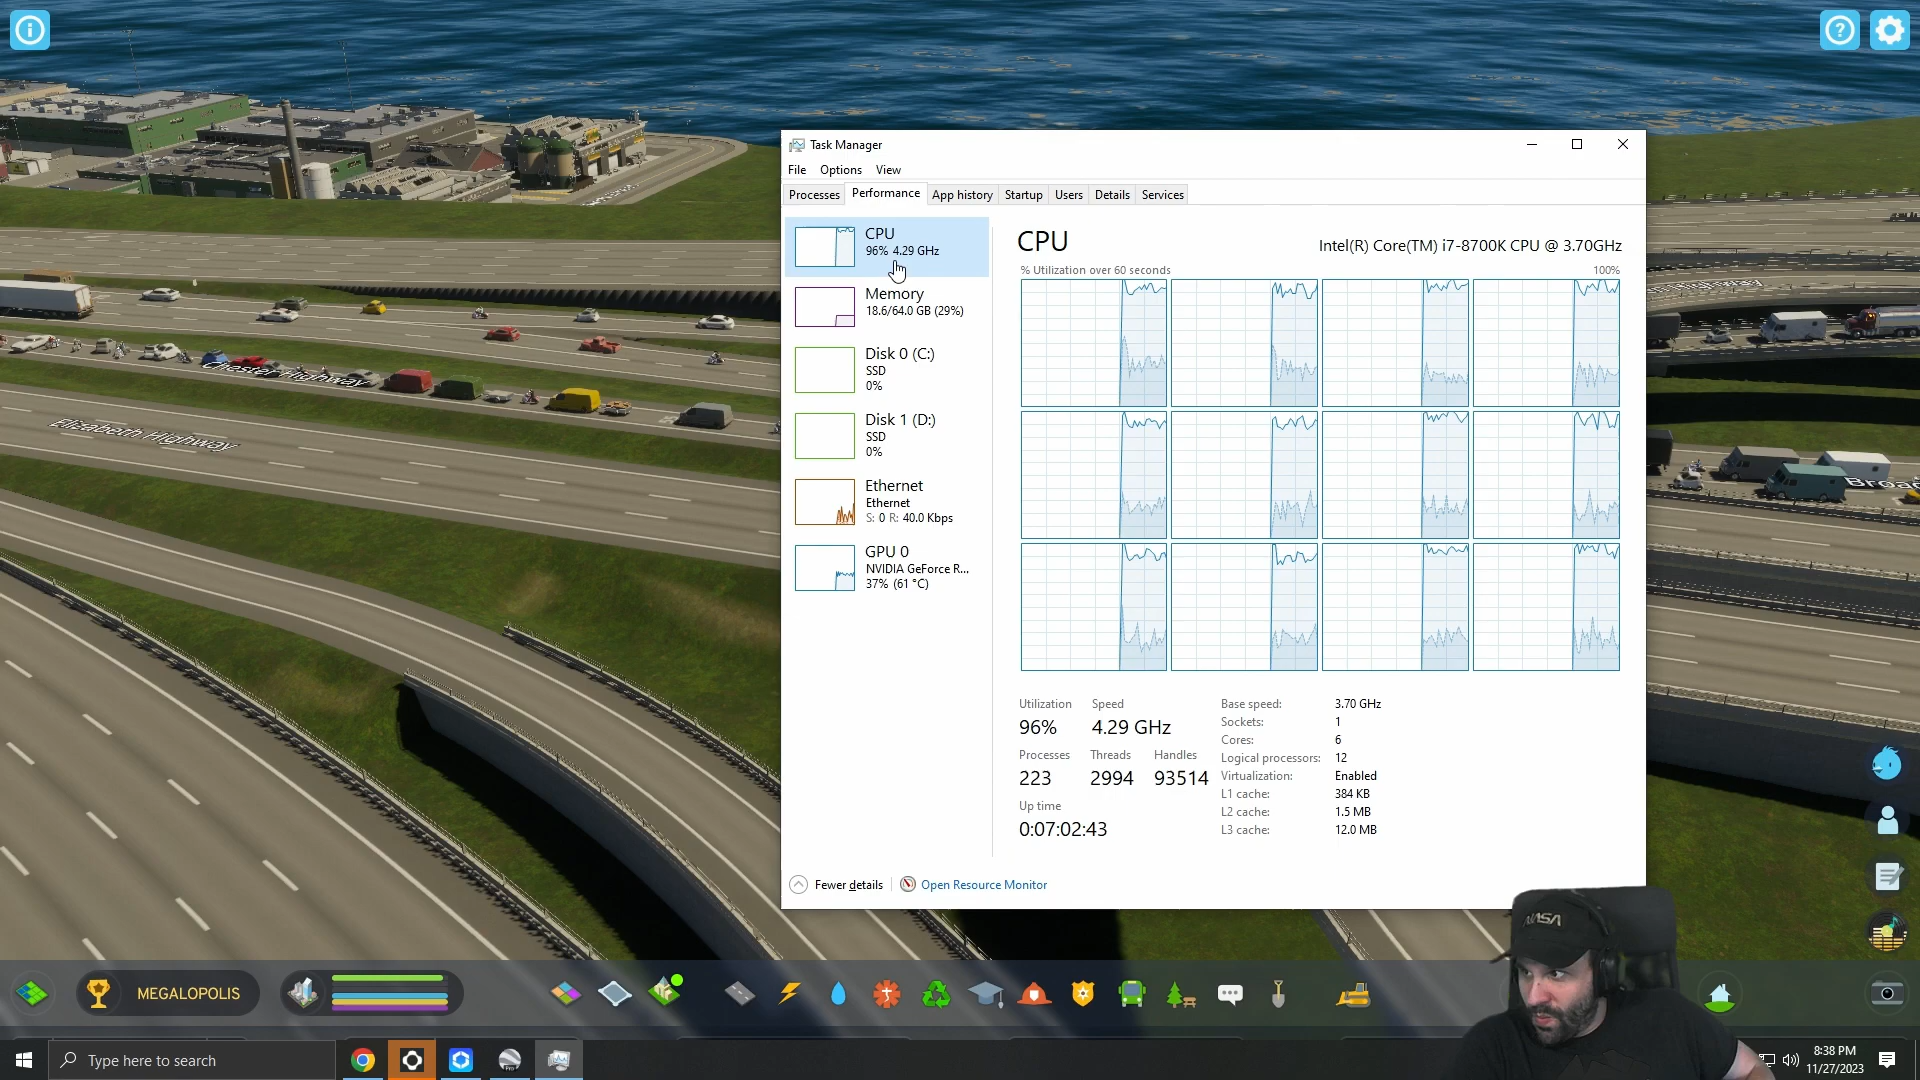 Task Manager
File Options View
Processes Performance App history Startup Users Details Services
CPU
96% 4.29 GHz
Memory
18.6/64.0 GB (29%)
Disk 0 (C:)
SSD
0%
Disk 1 (D:)
SSD
0%
Ethernet
Ethernet
S: 0 R: 40.0 Kbps
GPU 0
NVIDIA GeForce R...
37% (61 °C)
CPU
Intel(R) Core(TM) i7-8700K CPU @ 3.70GHz
% Utilization over 60 seconds 100%
Utilization Speed
96% 4.29 GHz
Processes Threads Handles
223 2994 93514
Up time
0:07:02:43
Base speed: 3.70 GHz
Sockets: 1
Cores: 6
Logical processors: 12
Virtualization: Enabled
L1 cache: 384 KB
L2 cache: 1.5 MB
L3 cache: 12.0 MB
Fewer details
Open Resource Monitor
Chester Highway
Elizabeth Highway
Broad
NASA
MEGALOPOLIS
Type here to search
8:38 PM
11/27/2023